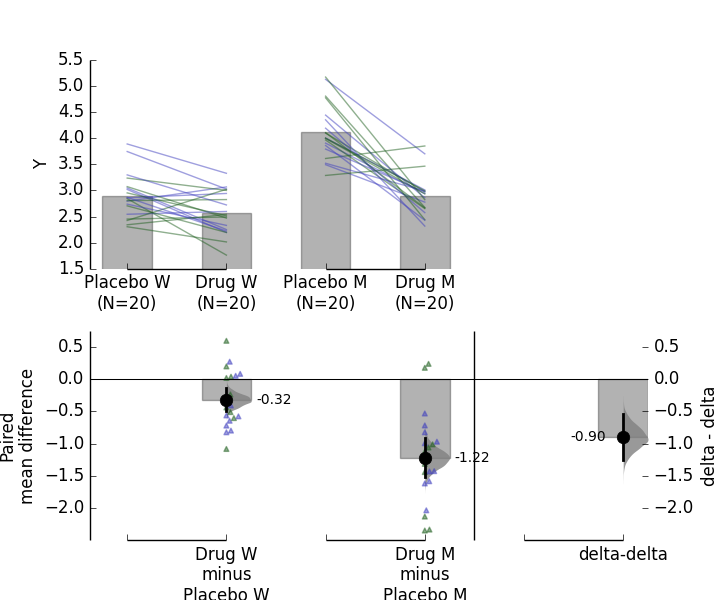 5.5
5.0
4.5
4.0
3.5
3.0
2.5
2.0
1.5
Y
Placebo W
(N=20)
Drug W
(N=20)
Placebo M
(N=20)
Drug M
(N=20)
0.5
0.0
−0.5
−1.0
−1.5
−2.0
Paired
mean difference
-0.32
-1.22
-0.90
0.5
0.0
−0.5
−1.0
−1.5
−2.0
delta - delta
Drug W
minus
Placebo W
Drug M
minus
Placebo M
delta-delta